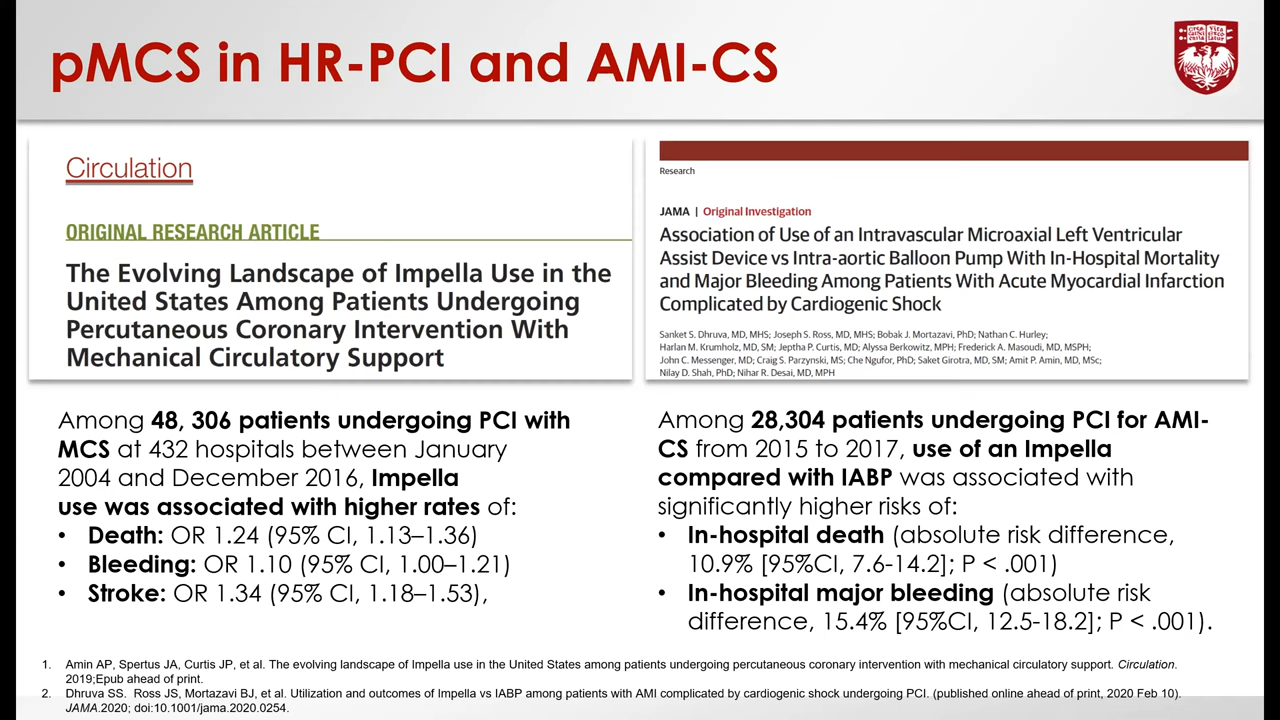 pMCS in HR-PCI and AMI-CS
Circulation
ORIGINAL RESEARCH ARTICLE
The Evolving Landscape of Impella Use in the
United States Among Patients Undergoing
Percutaneous Coronary Intervention With
Mechanical Circulatory Support
Among 48, 306 patients undergoing PCI with
MCS at 432 hospitals between January
2004 and December 2016, Impella
use was associated with higher rates of:
• Death: OR 1.24 (95% CI, 1.13–1.36)
• Bleeding: OR 1.10 (95% CI, 1.00–1.21)
• Stroke: OR 1.34 (95% CI, 1.18–1.53),
Research
JAMA | Original Investigation
Association of Use of an Intravascular Microaxial Left Ventricular
Assist Device vs Intra-aortic Balloon Pump With In-Hospital Mortality
and Major Bleeding Among Patients With Acute Myocardial Infarction
Complicated by Cardiogenic Shock
Sanket S. Dhruva, MD, MHS; Joseph S. Ross, MD, MHS; Bobak J. Mortazavi, PhD; Nathan C. Hurley;
Harlan M. Krumholz, MD, SM; Jeptha P. Curtis, MD; Alyssa Berkowitz, MPH; Frederick A. Masoudi, MD, MSPH;
John C. Messenger, MD; Craig S. Parzynski, MS; Che Ngufor, PhD; Saket Girotra, MD, SM; Amit P. Amin, MD, MSc;
Nilay D. Shah, PhD; Nihar R. Desai, MD, MPH
Among 28,304 patients undergoing PCI for AMI-
CS from 2015 to 2017, use of an Impella
compared with IABP was associated with
significantly higher risks of:
• In-hospital death (absolute risk difference,
10.9% [95%CI, 7.6-14.2]; P < .001)
• In-hospital major bleeding (absolute risk
difference, 15.4% [95%CI, 12.5-18.2]; P < .001).
1. Amin AP, Spertus JA, Curtis JP, et al. The evolving landscape of Impella use in the United States among patients undergoing percutaneous coronary intervention with mechanical circulatory support. Circulation.
2019;Epub ahead of print.
2. Dhruva SS. Ross JS, Mortazavi BJ, et al. Utilization and outcomes of Impella vs IABP among patients with AMI complicated by cardiogenic shock undergoing PCI. (published online ahead of print, 2020 Feb 10).
JAMA.2020; doi:10.1001/jama.2020.0254.